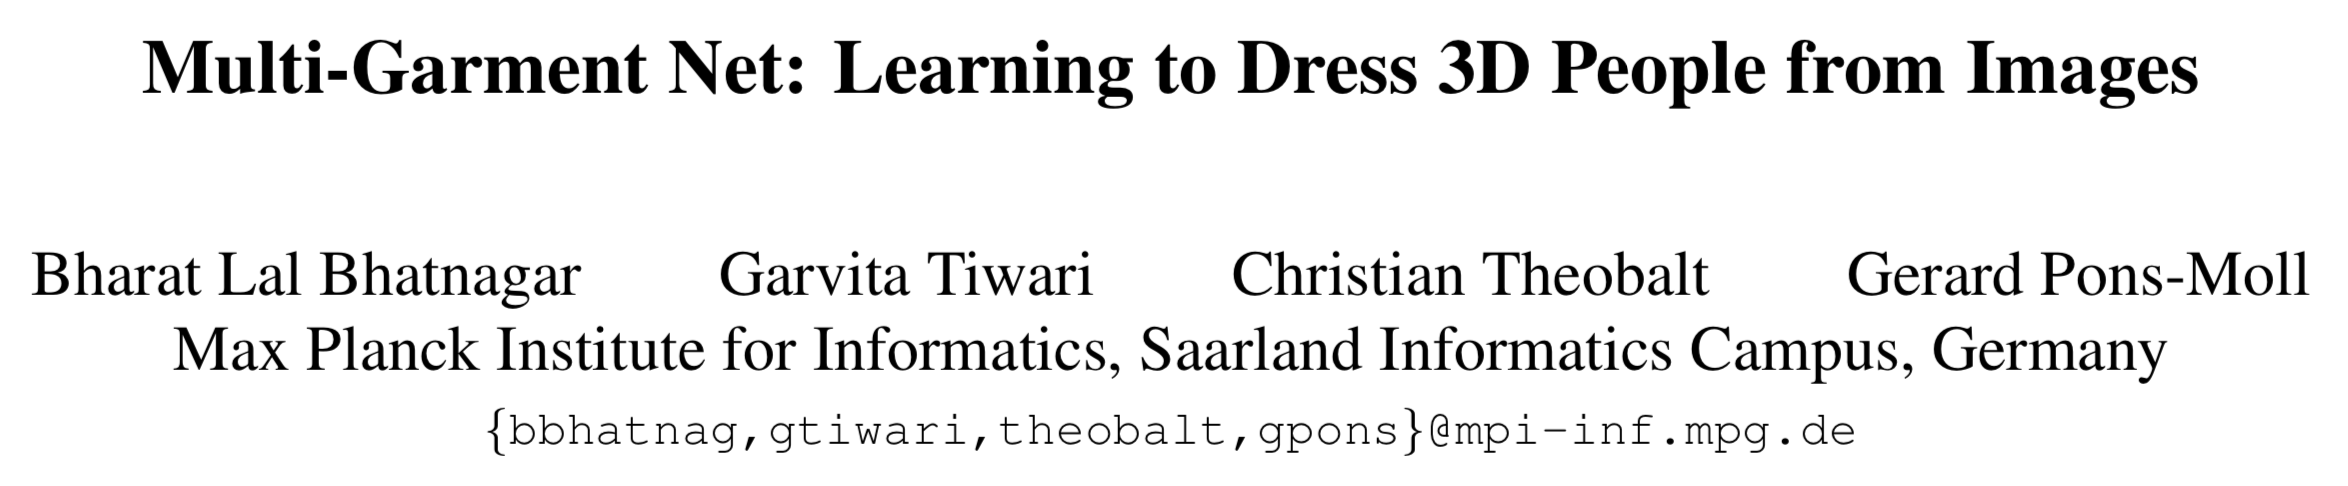 Multi-Garment Net: Learning to Dress 3D People from Images
Bharat Lal Bhatnagar Garvita Tiwari Christian Theobalt Gerard Pons-Moll
Max Planck Institute for Informatics, Saarland Informatics Campus, Germany
{bbhatnag,gtiwari,theobalt,gpons}@mpi-inf.mpg.de